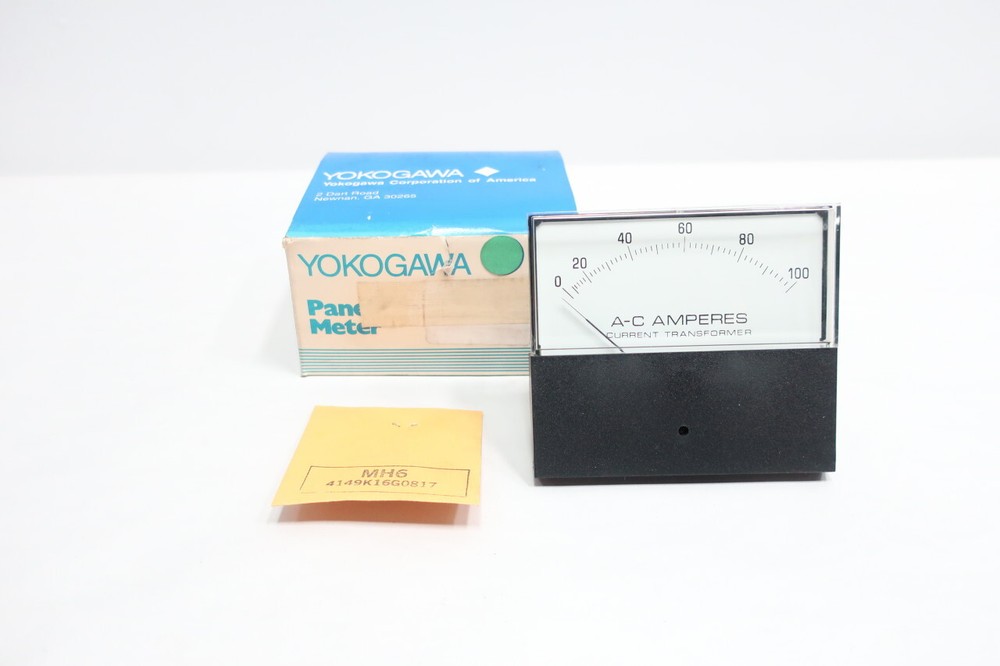 YOKOGAWA
Yokogawa Corporation of America
2 Dart Road
Newnan, GA 30265
YOKOGAWA
Panel
Meter
0 20 40 60 80 100
A-C AMPERES
CURRENT TRANSFORMER
MH6
4149K16G0817